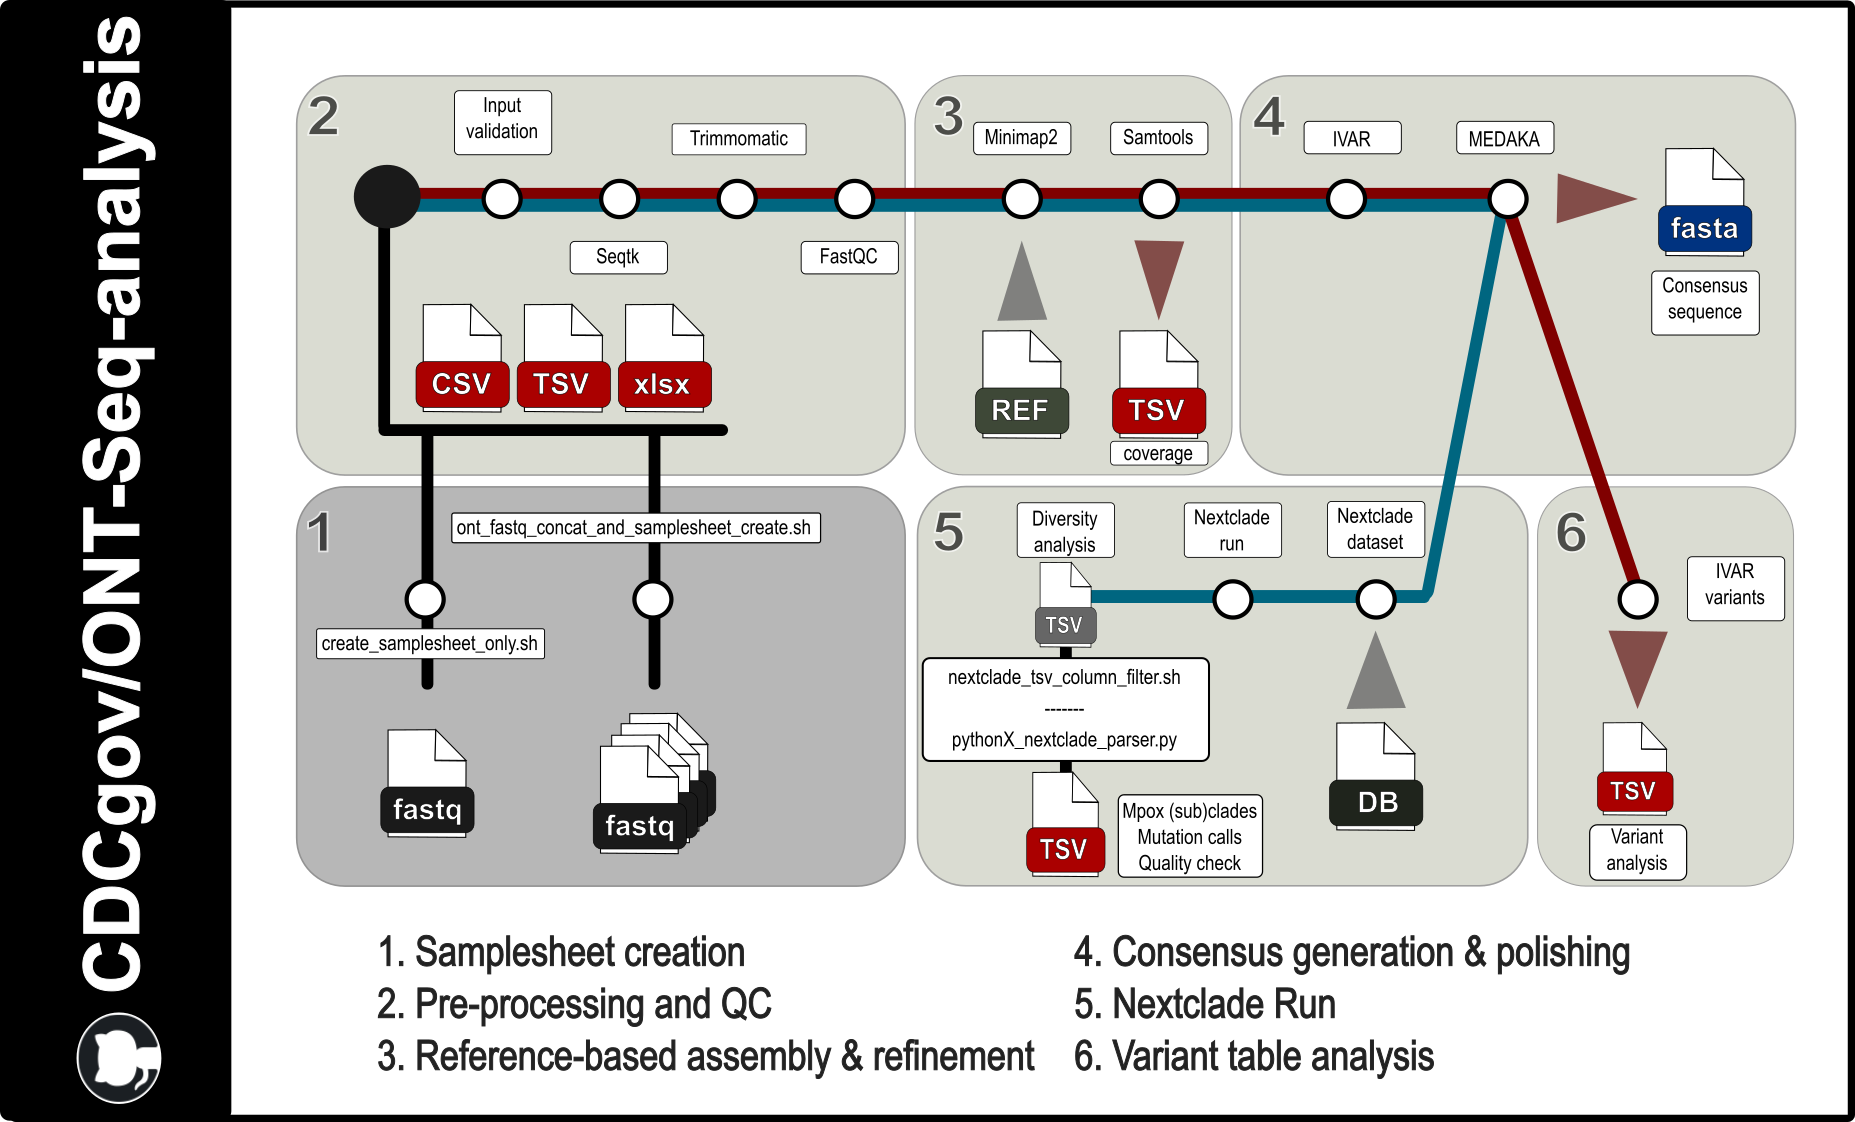 CDCgov/ONT-Seq-analysis
2
Input
validation
Trimmomatic
Seqtk
FastQC
CSV
TSV
xlsx
3
Minimap2
Samtools
REF
TSV
coverage
4
IVAR
MEDAKA
fasta
Consensus
sequence
1
ont_fastq_concat_and_samplesheet_create.sh
create_samplesheet_only.sh
fastq
fastq
5
Diversity
analysis
Nextclade
run
Nextclade
dataset
TSV
nextclade_tsv_column_filter.sh
-------
pythonX_nextclade_parser.py
TSV
Mpox (sub)clades
Mutation calls
Quality check
DB
6
IVAR
variants
TSV
Variant
analysis
1. Samplesheet creation
2. Pre-processing and QC
3. Reference-based assembly & refinement
4. Consensus generation & polishing
5. Nextclade Run
6. Variant table analysis